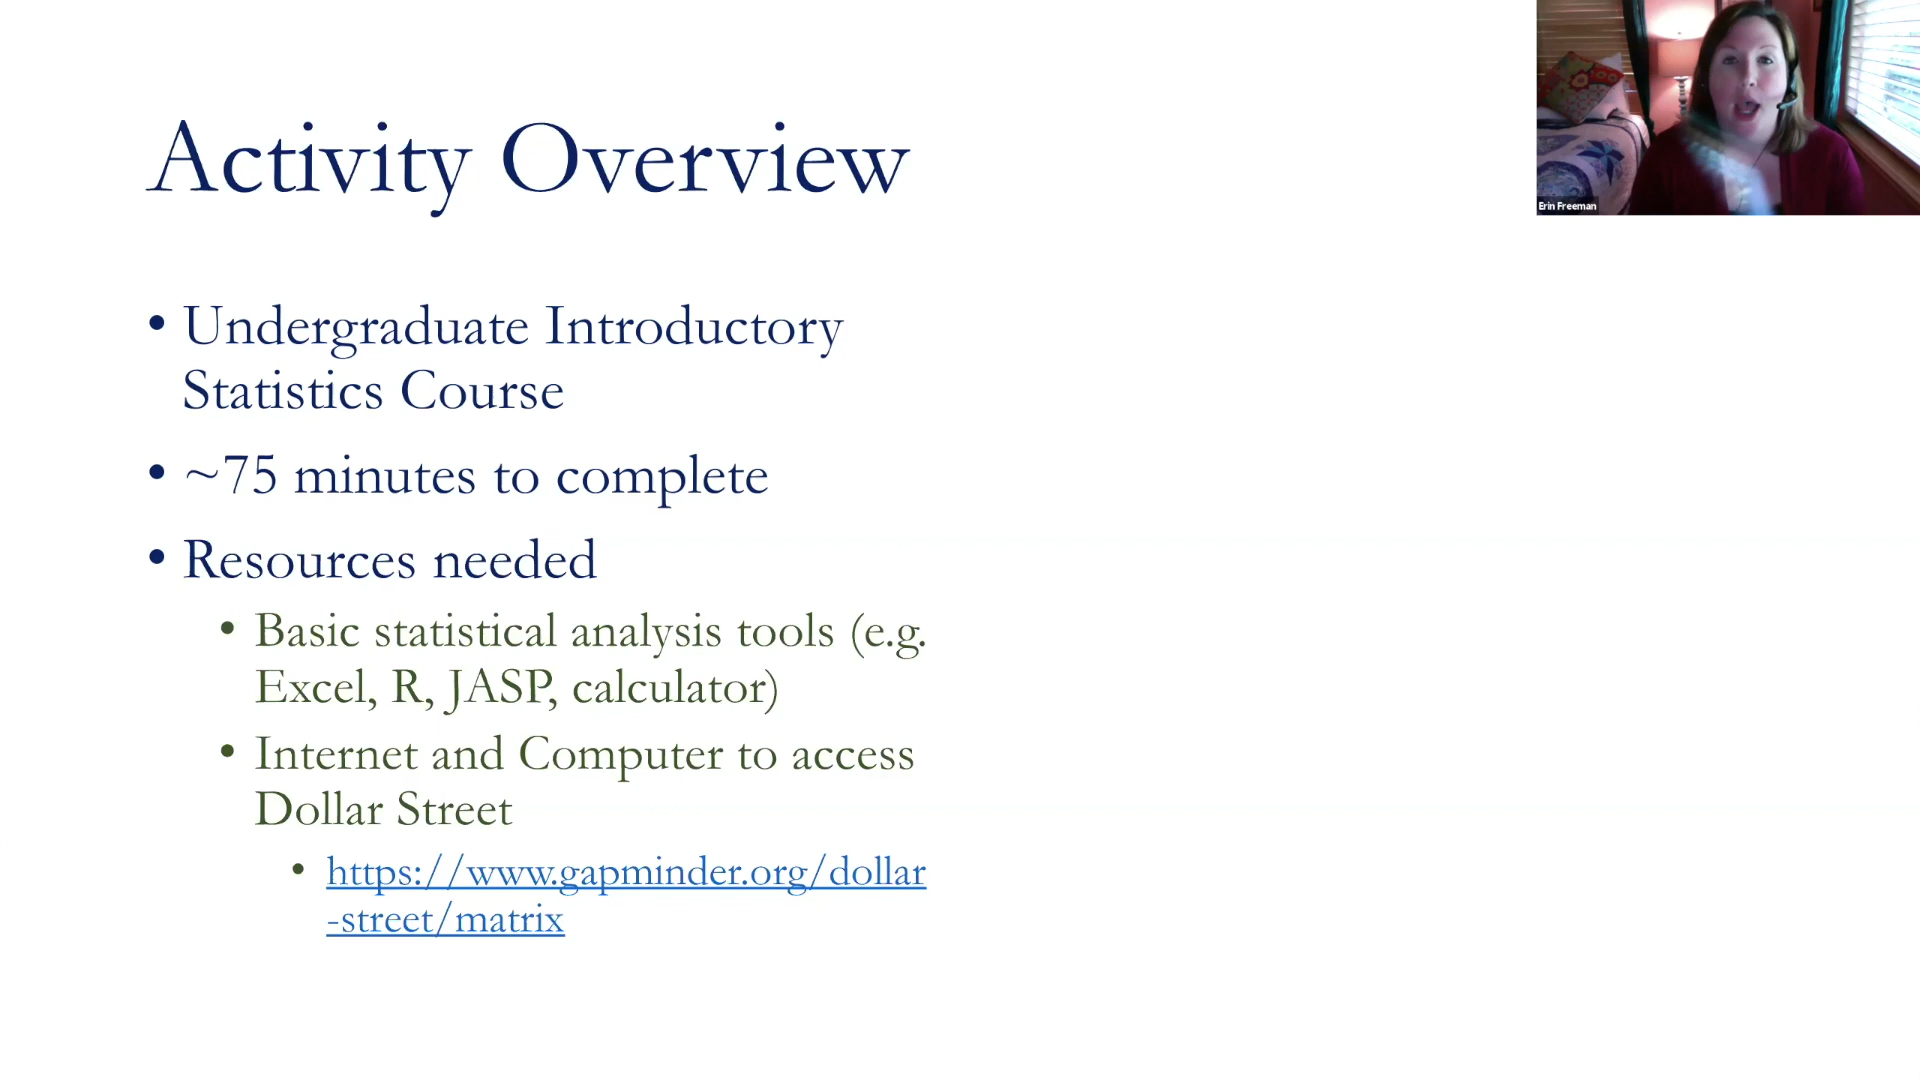 Activity Overview
Erin Freeman
• Undergraduate Introductory
Statistics Course
• ~75 minutes to complete
• Resources needed
• Basic statistical analysis tools (e.g.
Excel, R, JASP, calculator)
• Internet and Computer to access
Dollar Street
• https://www.gapminder.org/dollar
-street/matrix